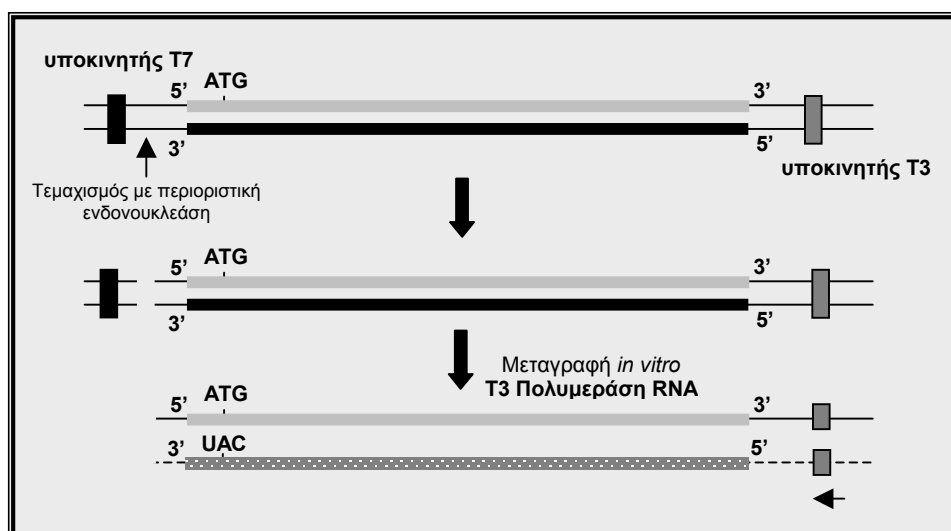 υποκινητής T7
5’ ATG 3’
3’ 5’
υποκινητής T3
Τεμαχισμός με περιοριστική
ενδονουκλεάση
5’ ATG 3’
3’ 5’
Μεταγραφή in vitro
T3 Πολυμεράση RNA
5’ ATG 3’
3’ UAC 5’